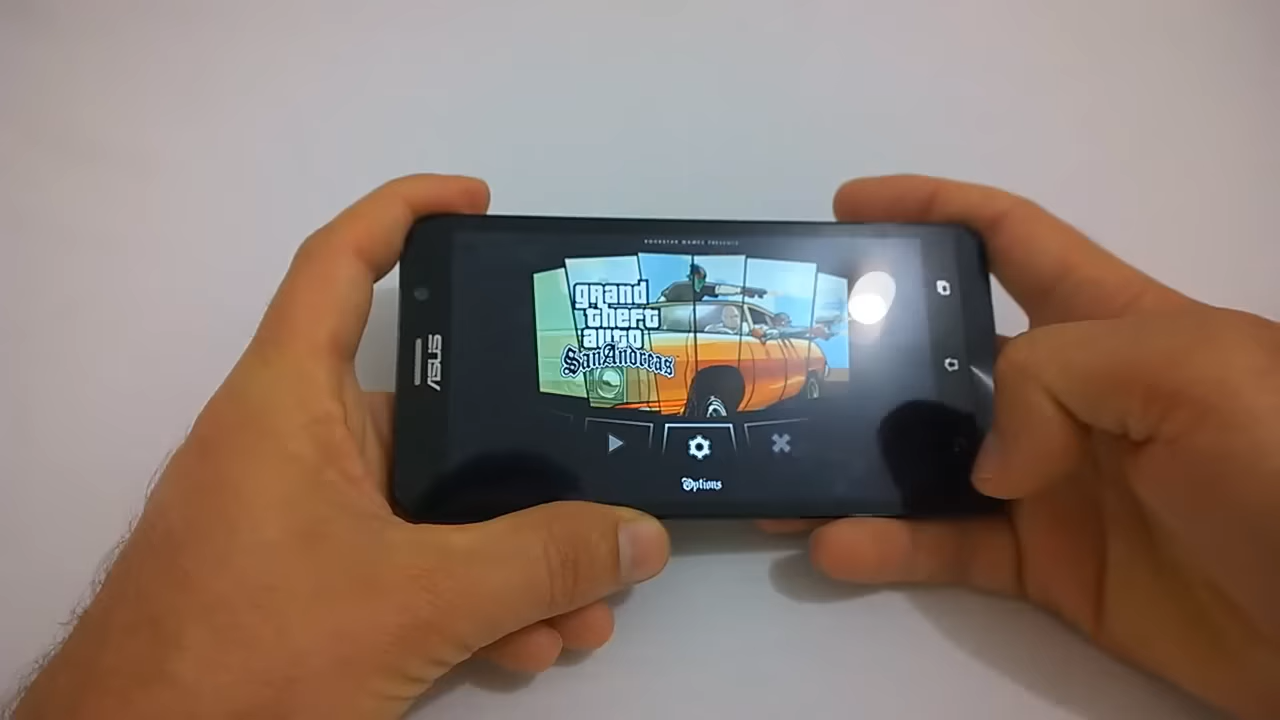 ROCKSTAR GAMES PRESENTS
grand
theft
auto
San Andreas
Options
ASUS